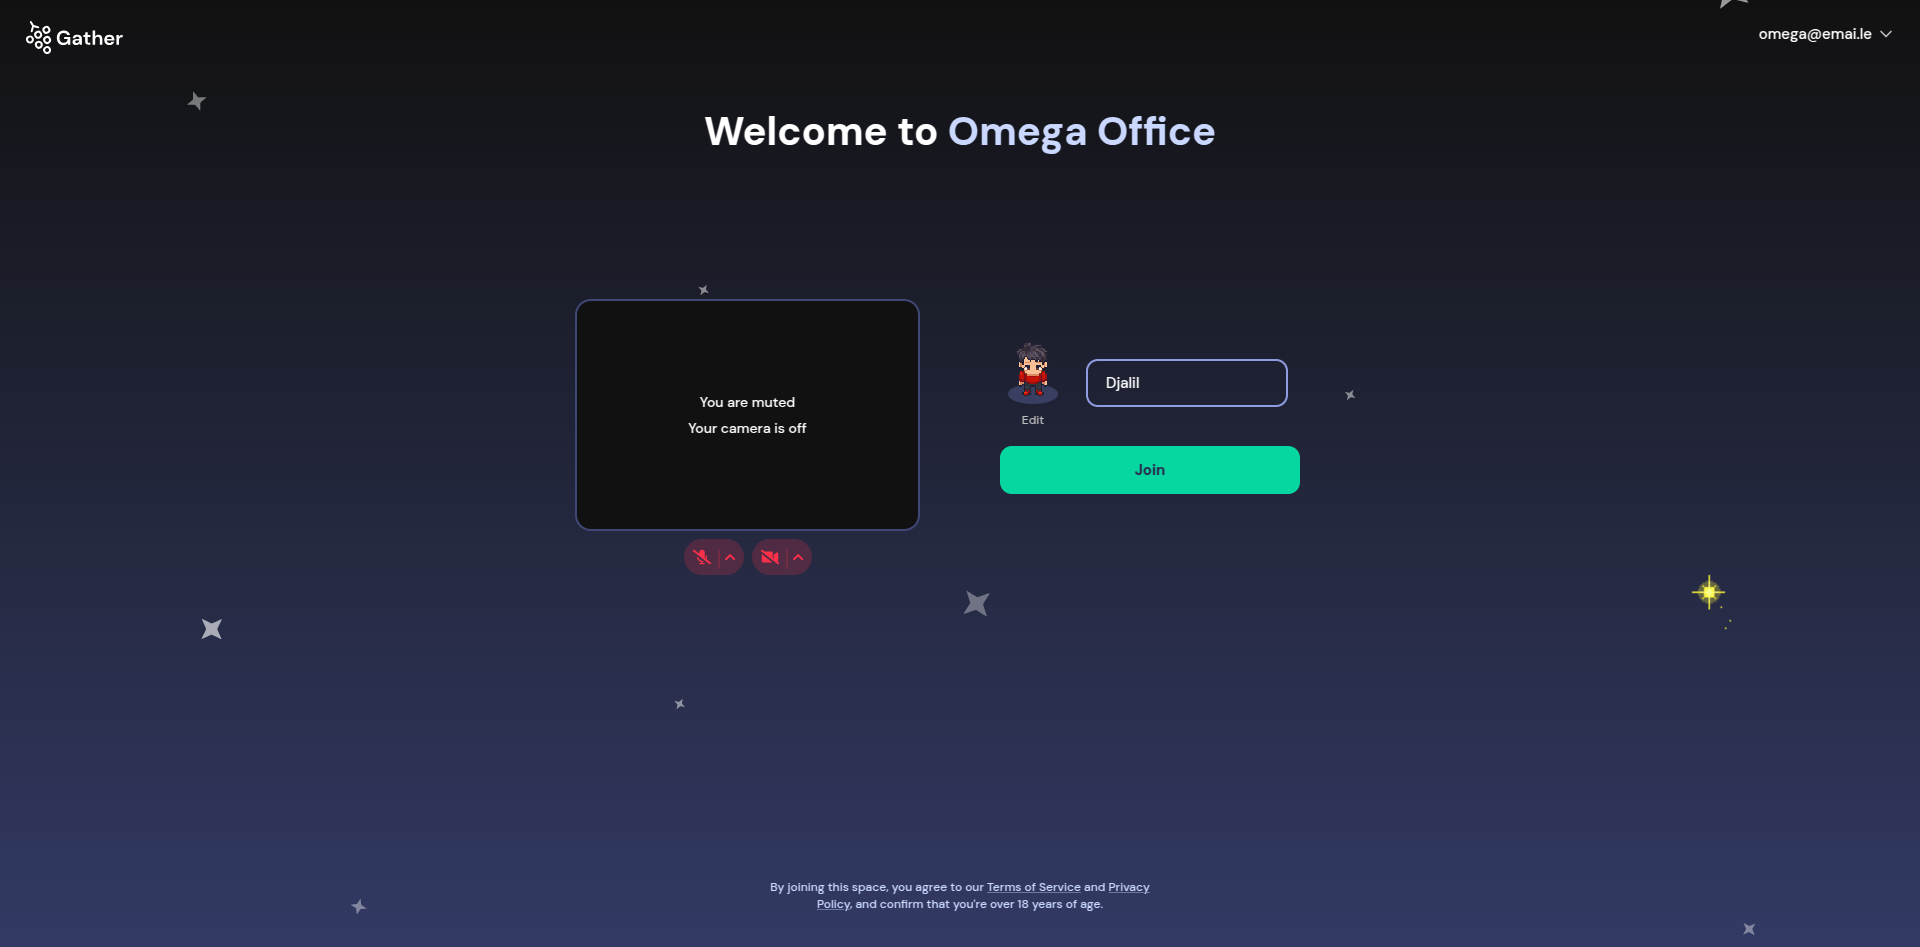 Gather
omega@emai.le
Welcome to Omega Office
You are muted
Your camera is off
Djalil
Edit
Join
By joining this space, you agree to our Terms of Service and Privacy
Policy, and confirm that you're over 18 years of age.